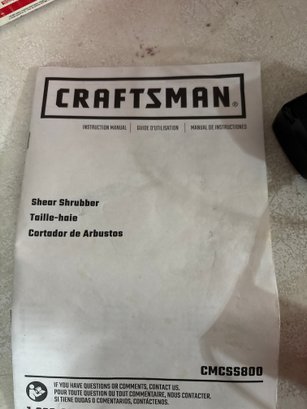 CRAFTSMAN®
INSTRUCTION MANUAL | GUIDE D'UTILISATION | MANUAL DE INSTRUCTIONES
Shear Shrubber
Taille-haie
Cortador de Arbustos
CMCSS800
IF YOU HAVE QUESTIONS OR COMMENTS, CONTACT US.
POUR TOUTE QUESTION OU TOUT COMMENTAIRE, NOUS CONTACTER.
SI TIENE DUDAS O COMENTARIOS, CONTÁCTENOS.